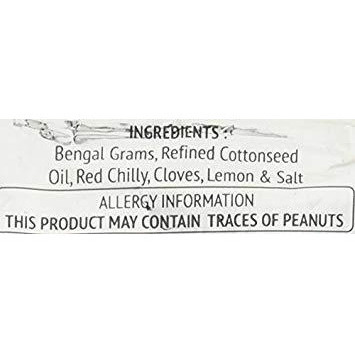 INGREDIENTS :
Bengal Grams, Refined Cottonseed
Oil, Red Chilly, Cloves, Lemon & Salt
ALLERGY INFORMATION
THIS PRODUCT MAY CONTAIN TRACES OF PEANUTS